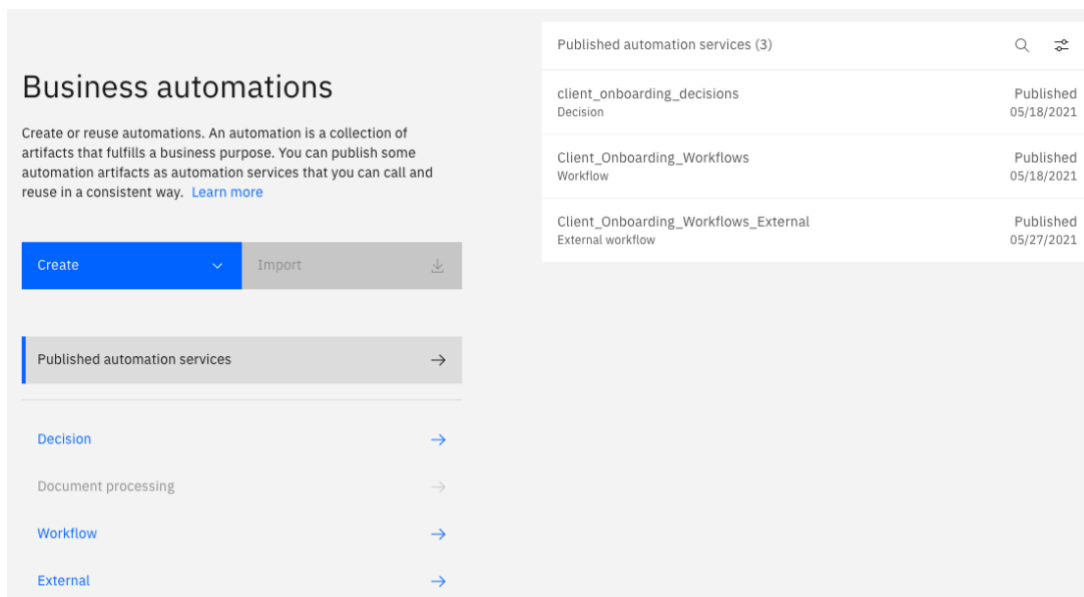 Business automations
Create or reuse automations. An automation is a collection of
artifacts that fulfills a business purpose. You can publish some
automation artifacts as automation services that you can call and
reuse in a consistent way. Learn more
Create
Import
Published automation services
Decision
Document processing
Workflow
External
Published automation services (3)
client_onboarding_decisions
Decision
Published
05/18/2021
Client_Onboarding_Workflows
Workflow
Published
05/18/2021
Client_Onboarding_Workflows_External
External workflow
Published
05/27/2021